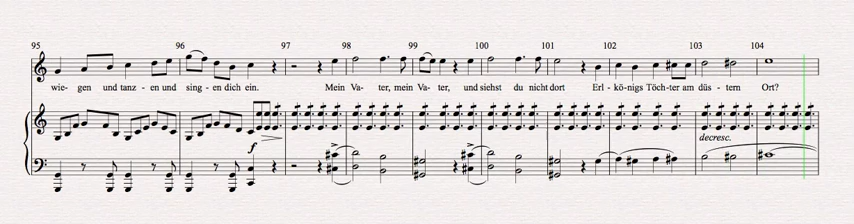 95 96 97 98 99 100 101 102 103 104
wie- gen und tanz - en und sing - en dich ein. Mein Va - ter, mein Va - ter, und siehst du nicht dort Erl - kö - nigs Töch - ter am düs - tern Ort?
f
decresc.